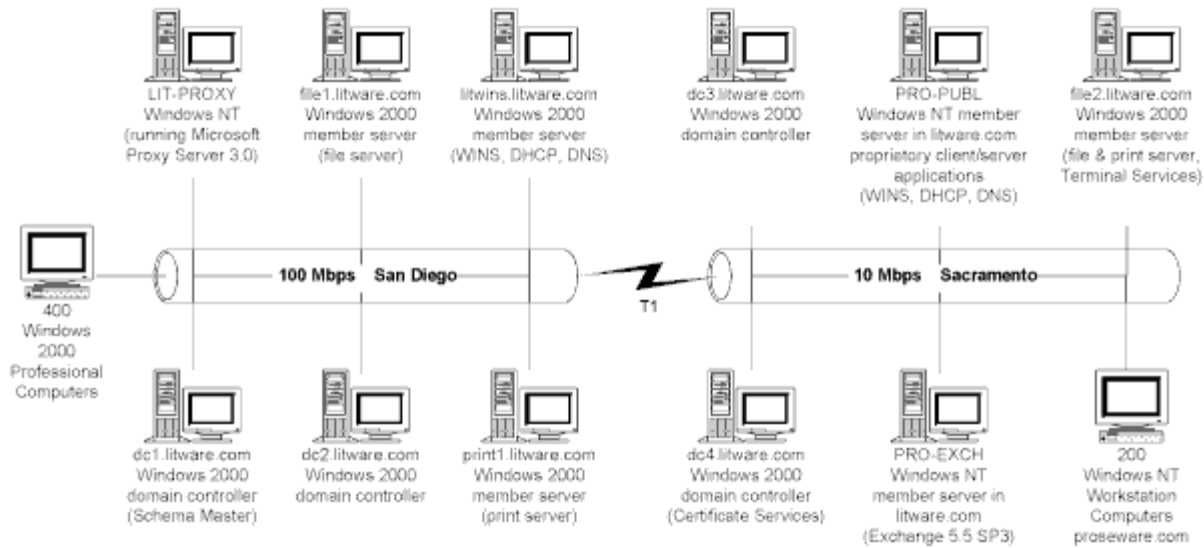 LIT-PROXY
Windows NT
(running Microsoft
Proxy Server 3.0)
file1.litware.com
Windows 2000
member server
(file server)
litwins.litware.com
Windows 2000
member server
(WINS, DHCP, DNS)
dc3.litware.com
Windows 2000
domain controller
PRO-PUBL
Windows NT member
server in litware.com
proprietory client/server
applications
(WINS, DHCP, DNS)
file2.litware.com
Windows 2000
member server
(file & print server,
Terminal Services)
400
Windows
2000
Professional
Computers
100 Mbps San Diego
T1
10 Mbps Sacramento
dc1.litware.com
Windows 2000
domain controller
(Schema Master)
dc2.litware.com
Windows 2000
domain controller
print1.litware.com
Windows 2000
member server
(print server)
dc4.litware.com
Windows 2000
domain controller
(Certificate Services)
PRO-EXCH
Windows NT
member server in
litware.com
(Exchange 5.5 SP3)
200
Windows NT
Workstation
Computers
proseware.com